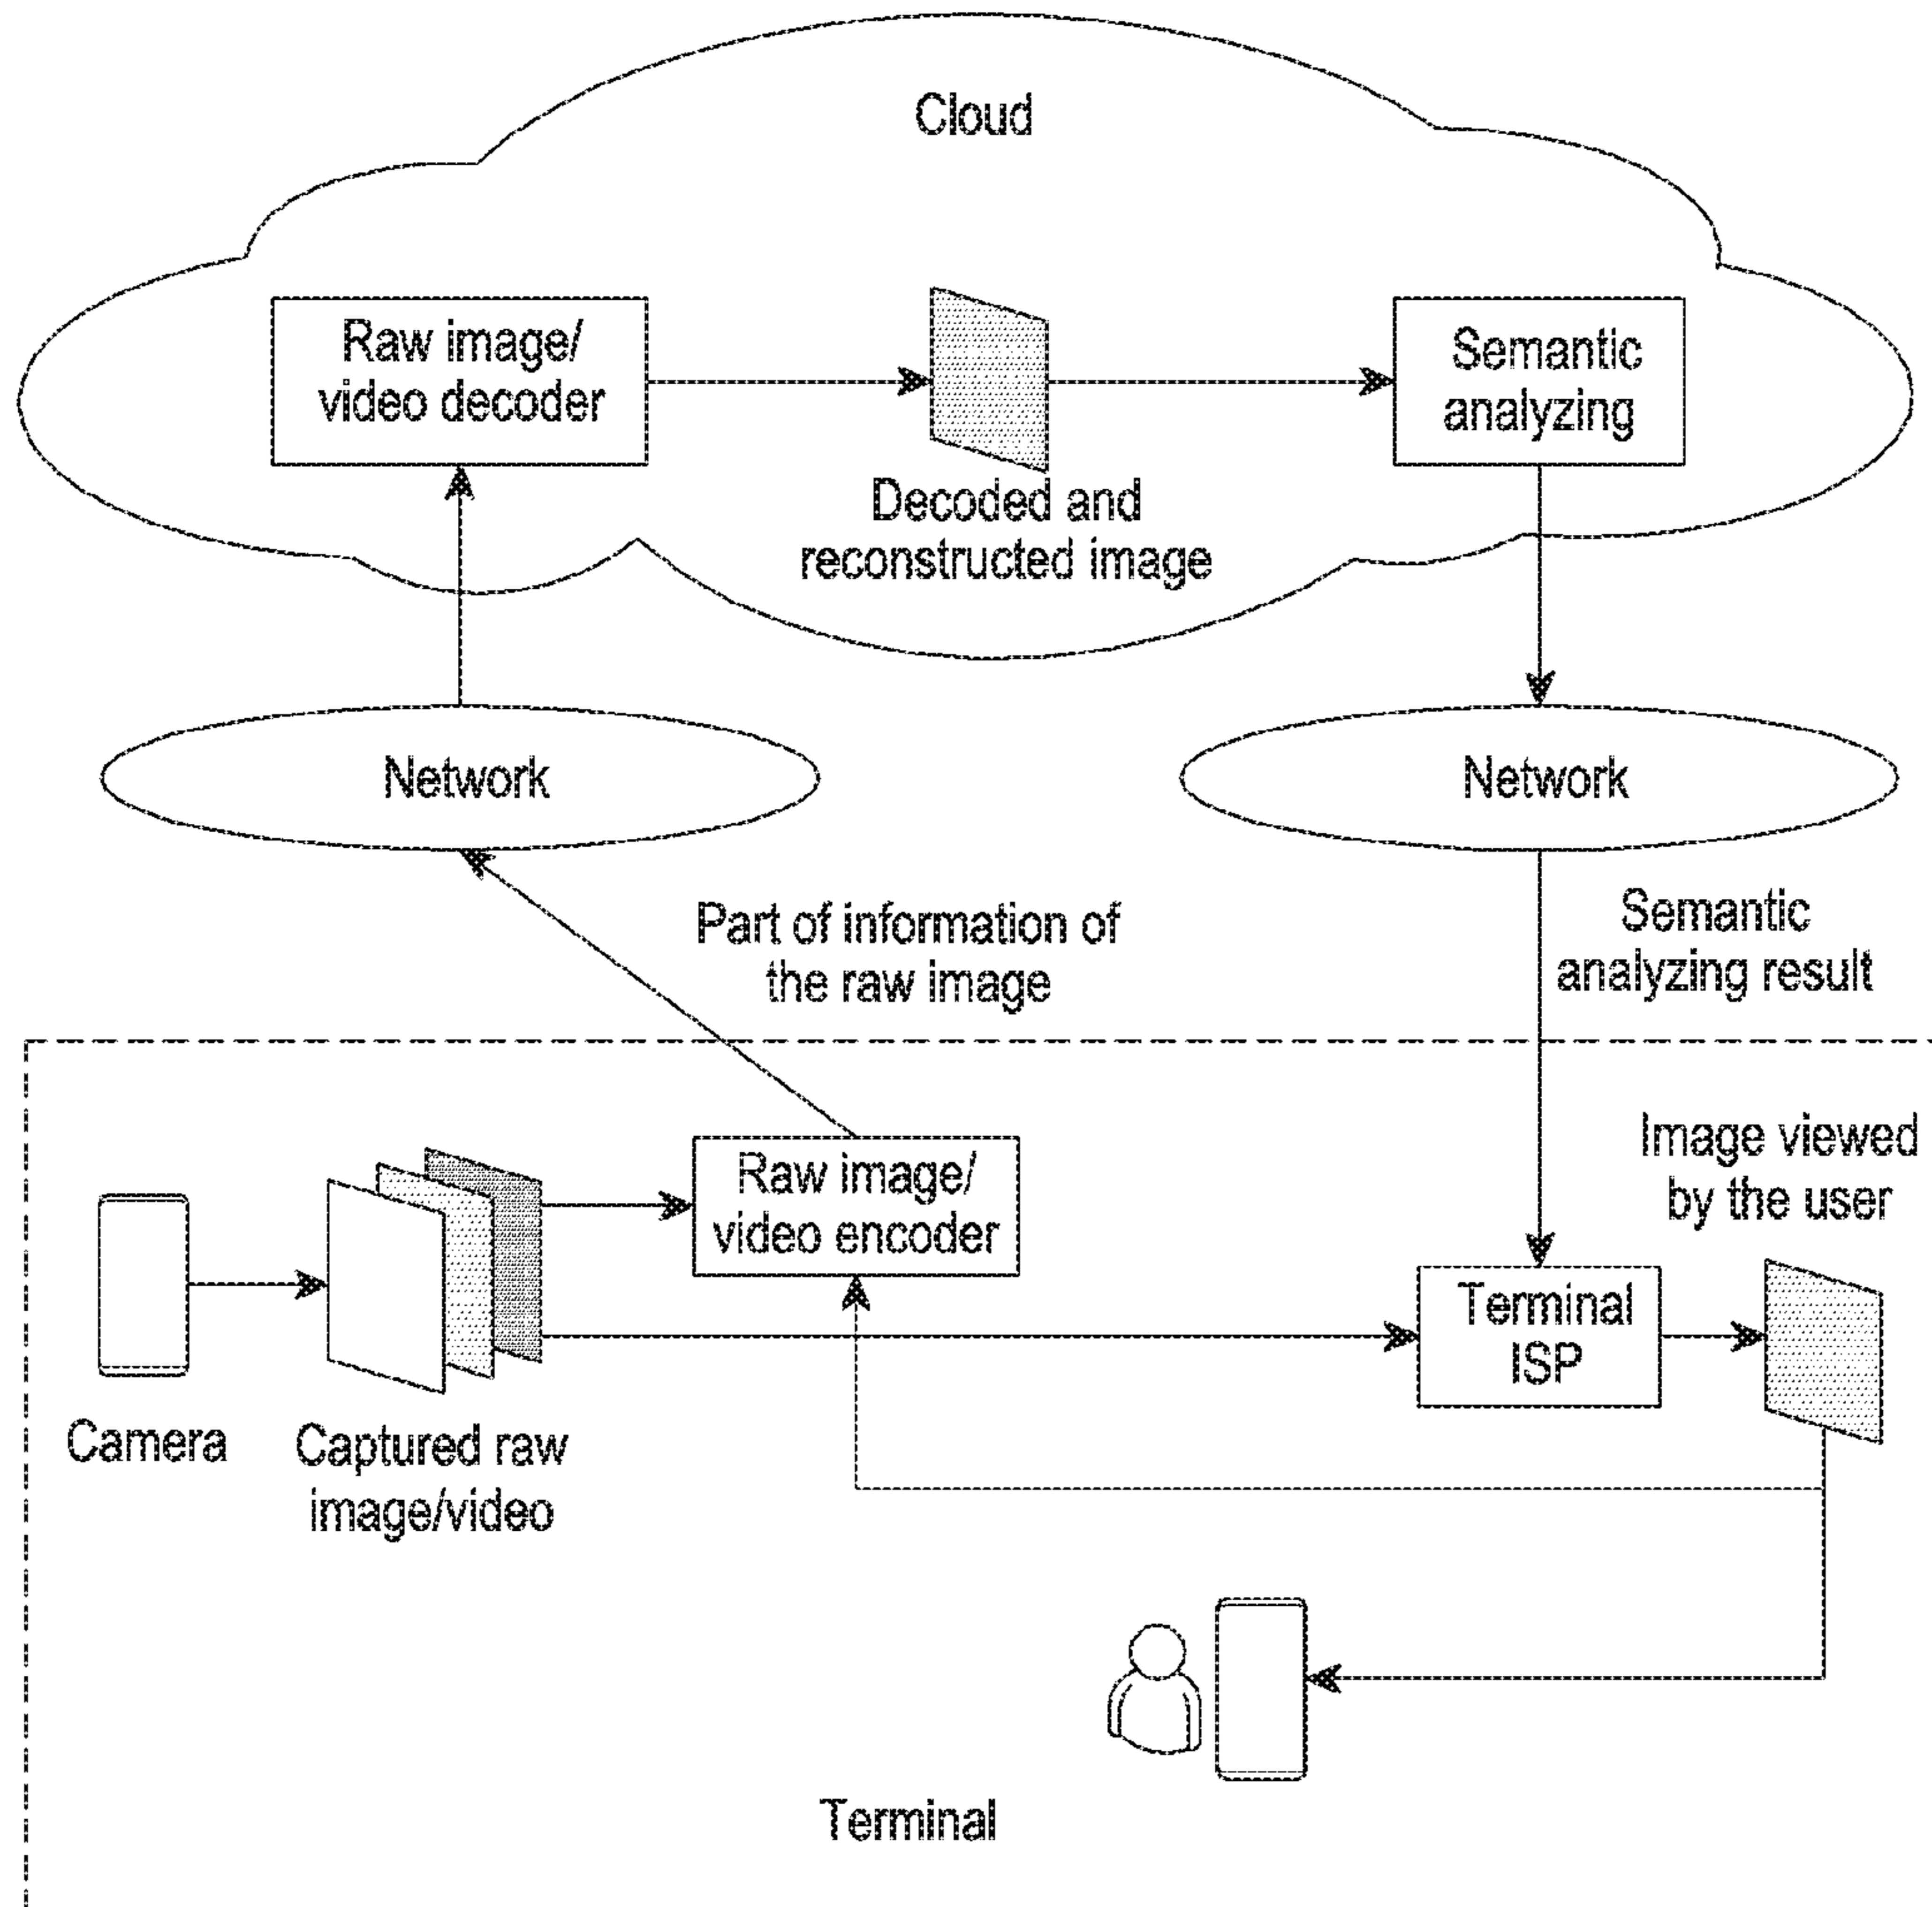 Cloud
Raw image/
video decoder
Semantic
analyzing
Decoded and
reconstructed image
Network
Network
Part of information of
the raw image
Semantic
analyzing result
Raw image/
video encoder
Image viewed
by the user
Terminal
ISP
Camera
Captured raw
image/video
Terminal